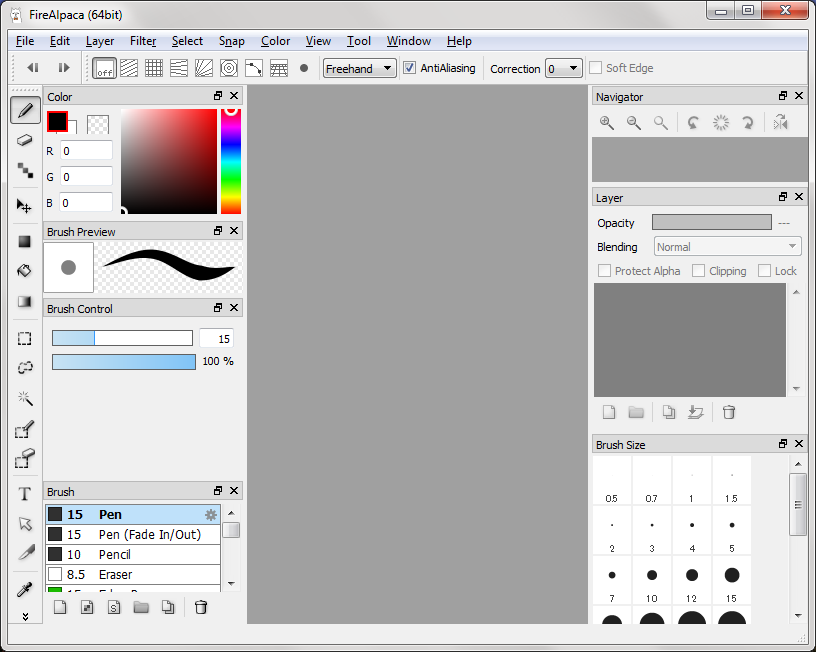 FireAlpaca (64bit)
File Edit Layer Filter Select Snap Color View Tool Window Help
off Freehand AntiAliasing Correction 0 Soft Edge
Color
R 0
G 0
B 0
Brush Preview
Brush Control
15
100 %
Brush
15 Pen
15 Pen (Fade In/Out)
10 Pencil
8.5 Eraser
S
T
Navigator
Layer
Opacity ---
Blending Normal
Protect Alpha Clipping Lock
Brush Size
0.5 0.7 1 1.5
2 3 4 5
7 10 12 15